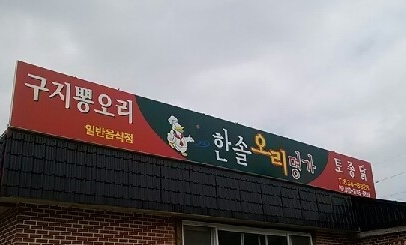 구지뽕오리
일반음식점
한솔오리명가
토종닭